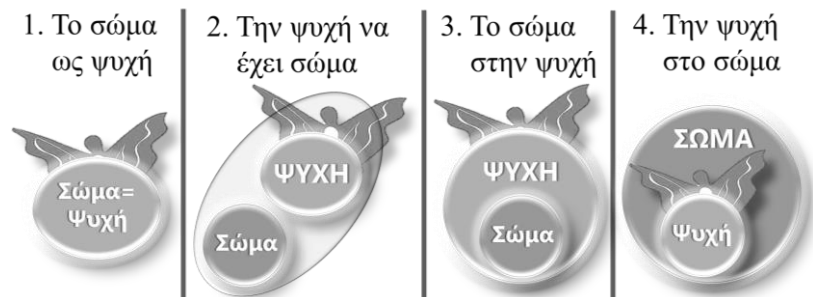 1. Το σώμα
ως ψυχή
Σώμα=
Ψυχή
2. Την ψυχή να
έχει σώμα
ΨΥΧΗ
Σώμα
3. Το σώμα
στην ψυχή
ΨΥΧΗ
Σώμα
4. Την ψυχή
στο σώμα
ΣΩΜΑ
Ψυχή